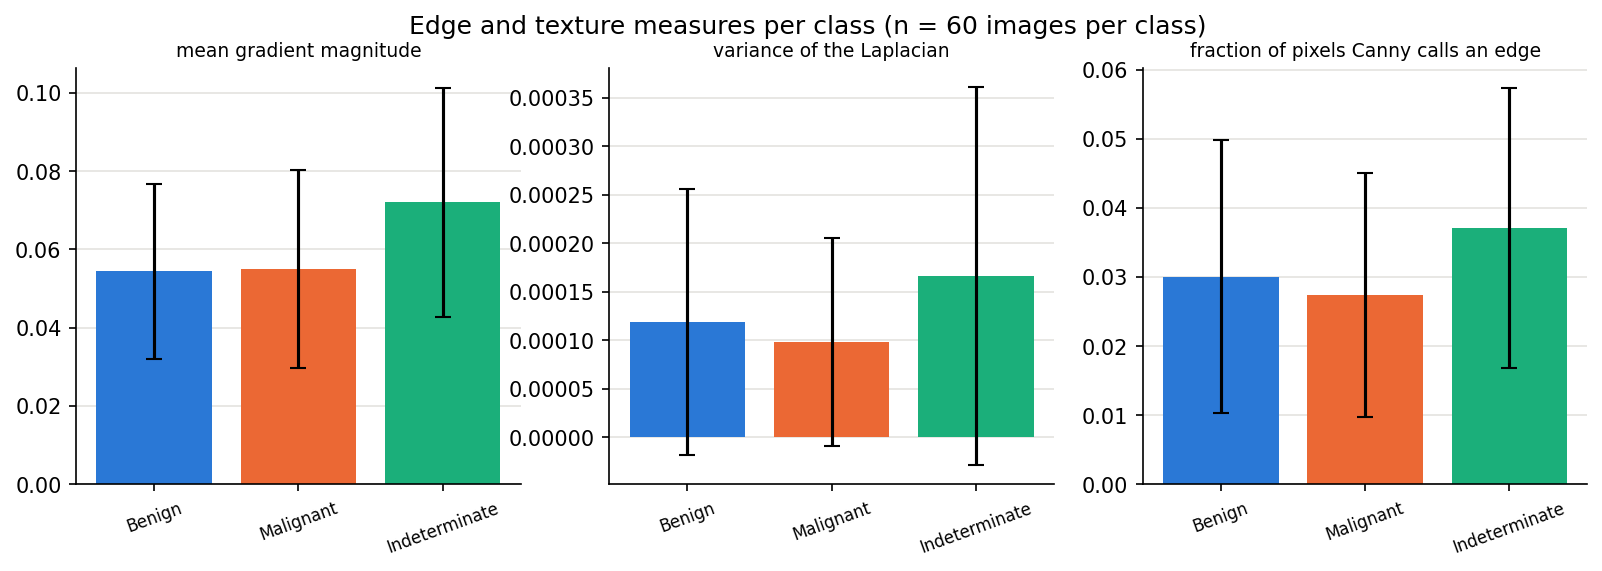 Edge and texture measures per class (n = 60 images per class)
mean gradient magnitude
0.10
0.08
0.06
0.04
0.02
0.00
Benign
Malignant
Indeterminate
variance of the Laplacian
0.00035
0.00030
0.00025
0.00020
0.00015
0.00010
0.00005
0.00000
Benign
Malignant
Indeterminate
fraction of pixels Canny calls an edge
0.06
0.05
0.04
0.03
0.02
0.01
0.00
Benign
Malignant
Indeterminate